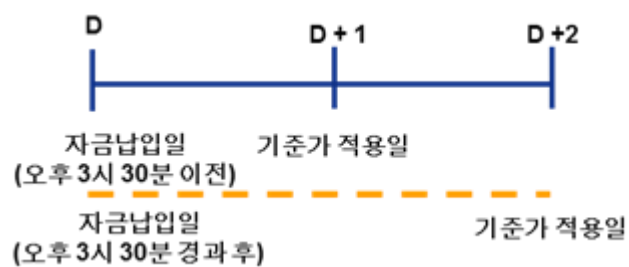 D D + 1 D +2
자금납입일 기준가 적용일
(오후 3시 30분 이전)
자금납입일 기준가 적용일
(오후 3시 30분 경과 후)